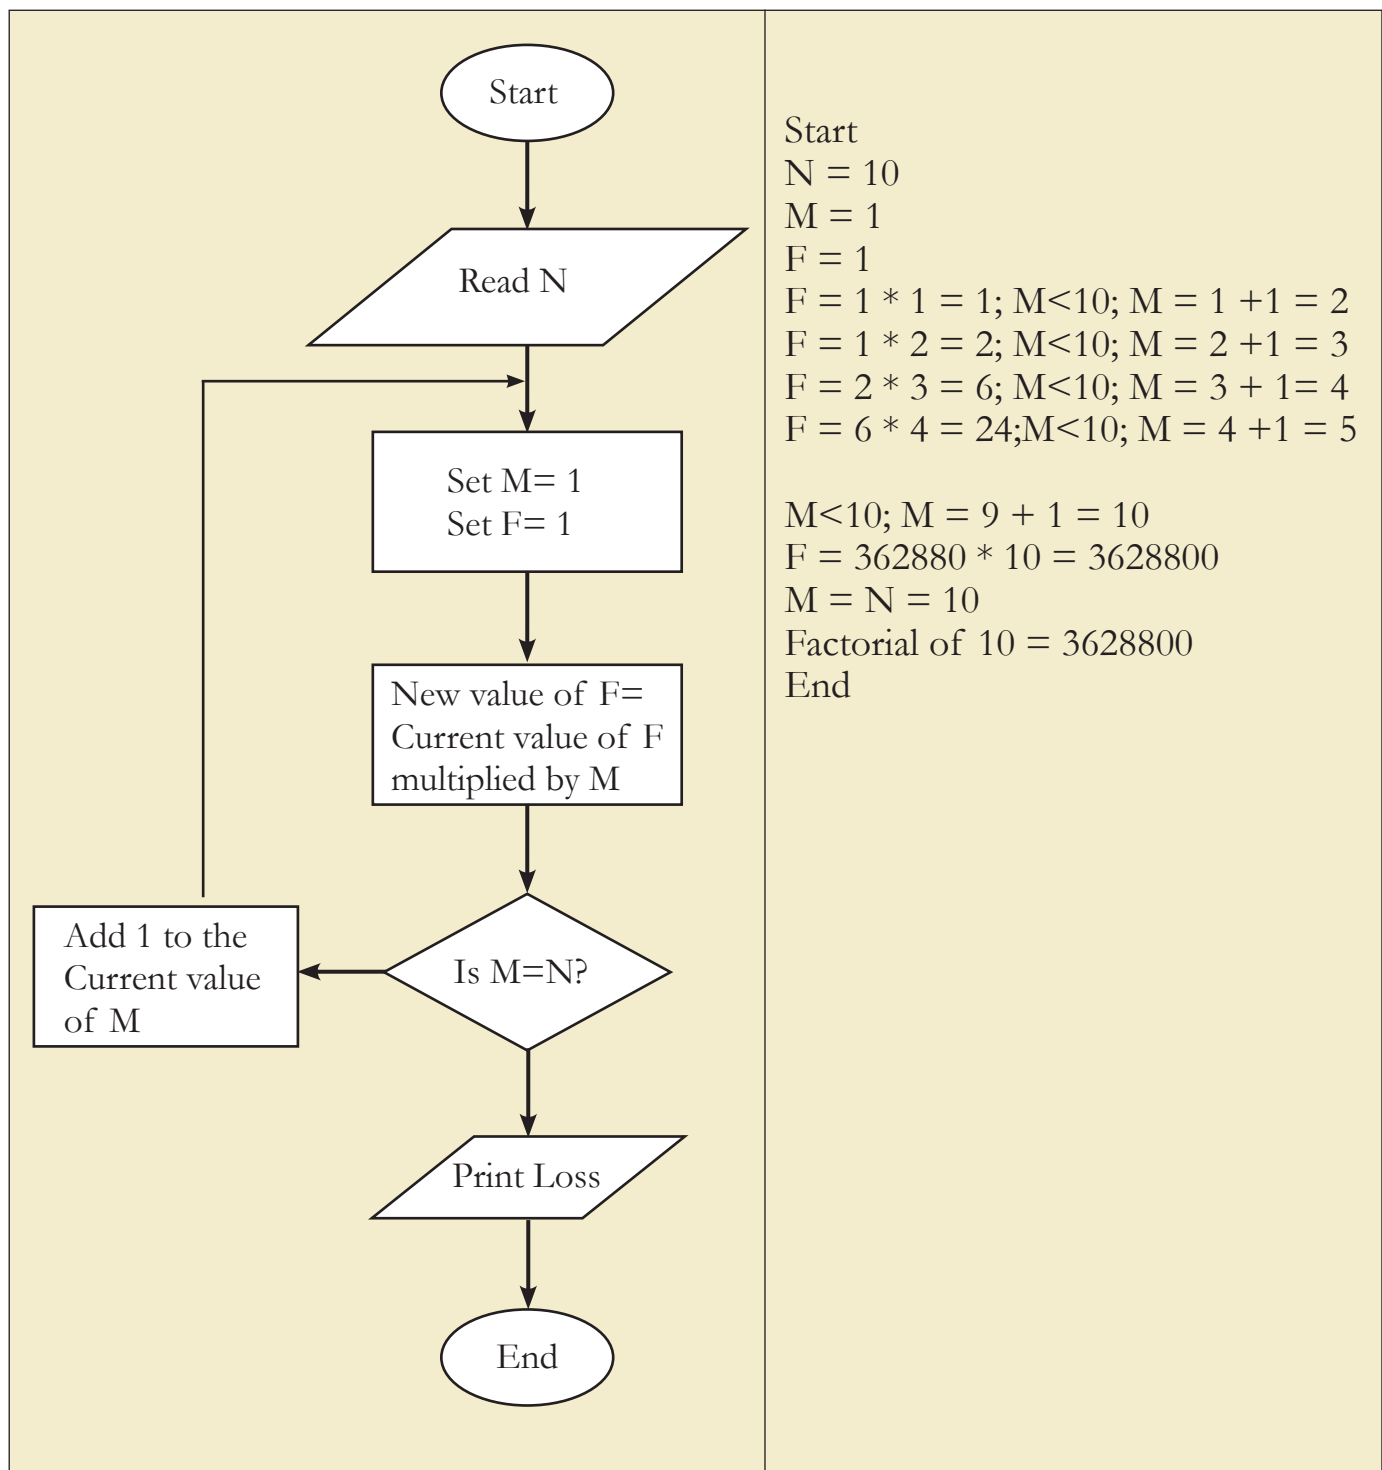 Start
Read N
Set M= 1
Set F= 1
New value of F=
Current value of F
multiplied by M
Is M=N?
Add 1 to the
Current value
of M
Print Loss
End
Start
N = 10
M = 1
F = 1
F = 1 * 1 = 1; M<10; M = 1 +1 = 2
F = 1 * 2 = 2; M<10; M = 2 +1 = 3
F = 2 * 3 = 6; M<10; M = 3 + 1= 4
F = 6 * 4 = 24;M<10; M = 4 +1 = 5
M<10; M = 9 + 1 = 10
F = 362880 * 10 = 3628800
M = N = 10
Factorial of 10 = 3628800
End